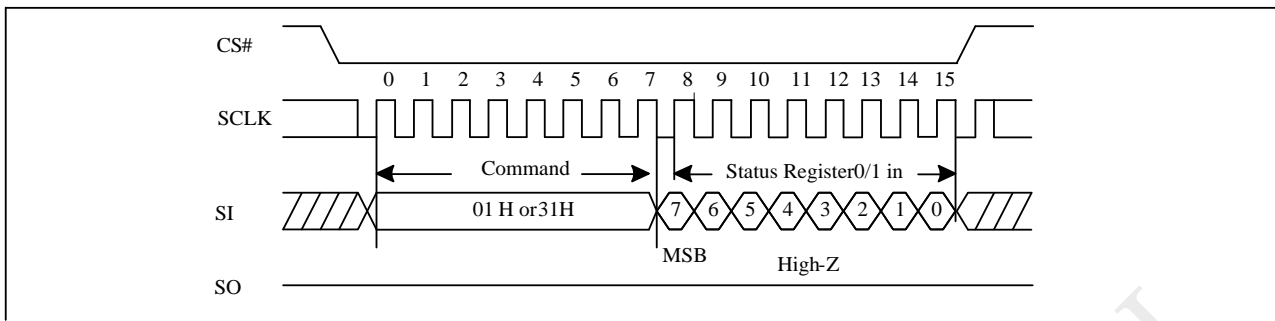 CS#
0 1 2 3 4 5 6 7 8 9 10 11 12 13 14 15
SCLK
Command Status Register0/1 in
SI 01 H or31H 7 6 5 4 3 2 1 0
MSB High-Z
SO